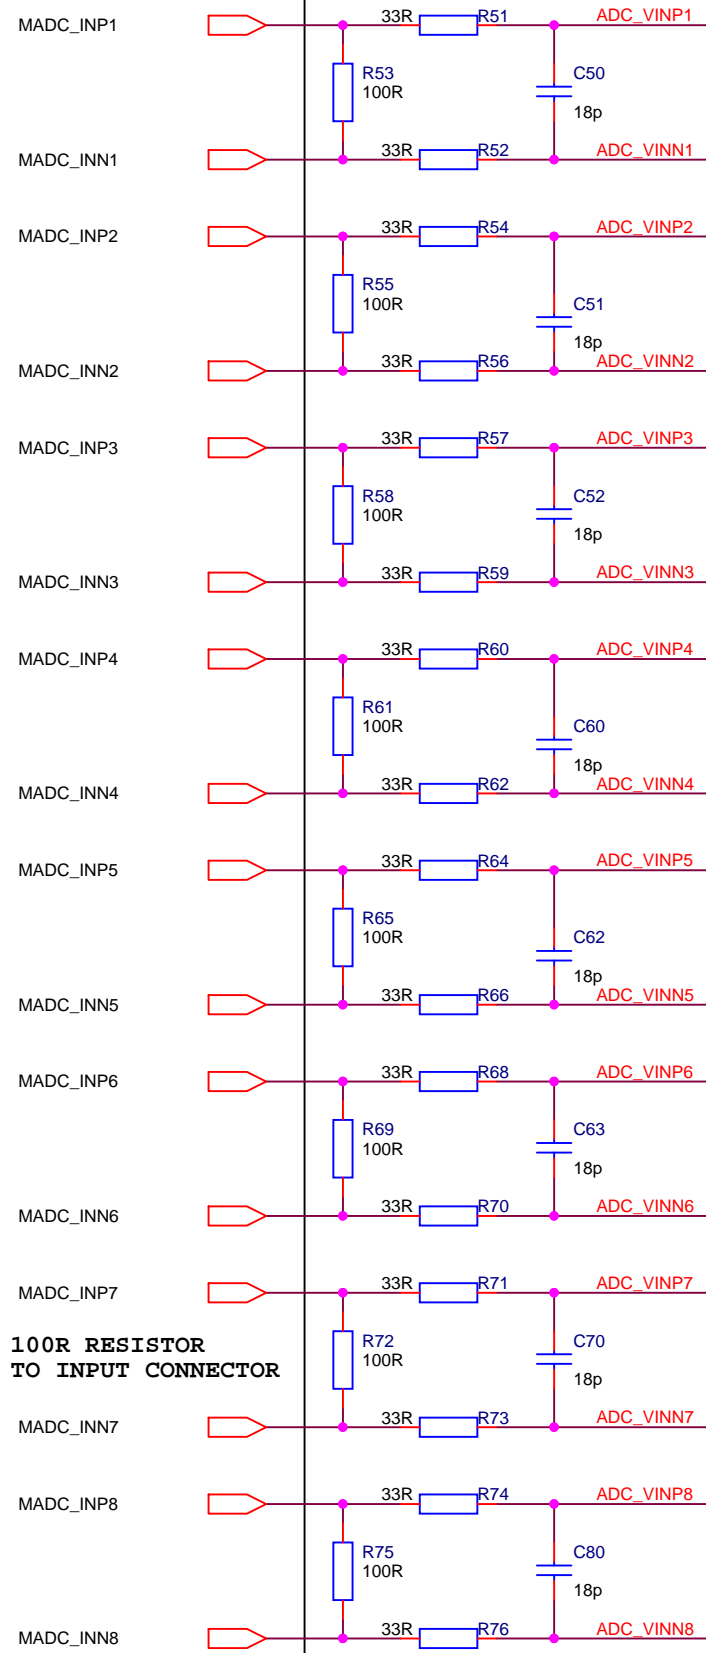 MADC_INP1 33R R51 ADC_VINP1
R53 C50
100R
18p
MADC_INN1 33R R52 ADC_VINN1
MADC_INP2 33R R54 ADC_VINP2
R55
100R C51
18p
MADC_INN2 33R R56 ADC_VINN2
MADC_INP3 33R R57 ADC_VINP3
R58 C52
100R
18p
MADC_INN3 33R R59 ADC_VINN3
MADC_INP4 33R R60 ADC_VINP4
R61
100R C60
18p
MADC_INN4 33R R62 ADC_VINN4
MADC_INP5 33R R64 ADC_VINP5
R65
100R C62
18p
MADC_INN5 33R R66 ADC_VINN5
MADC_INP6 33R R68 ADC_VINP6
R69 C63
100R
18p
MADC_INN6 33R R70 ADC_VINN6
MADC_INP7 33R R71 ADC_VINP7
100R RESISTOR R72 C70
100R
TO INPUT CONNECTOR 18p
MADC_INN7 33R R73 ADC_VINN7
MADC_INP8 33R R74 ADC_VINP8
R75 C80
100R
18p
MADC_INN8 33R R76 ADC_VINN8